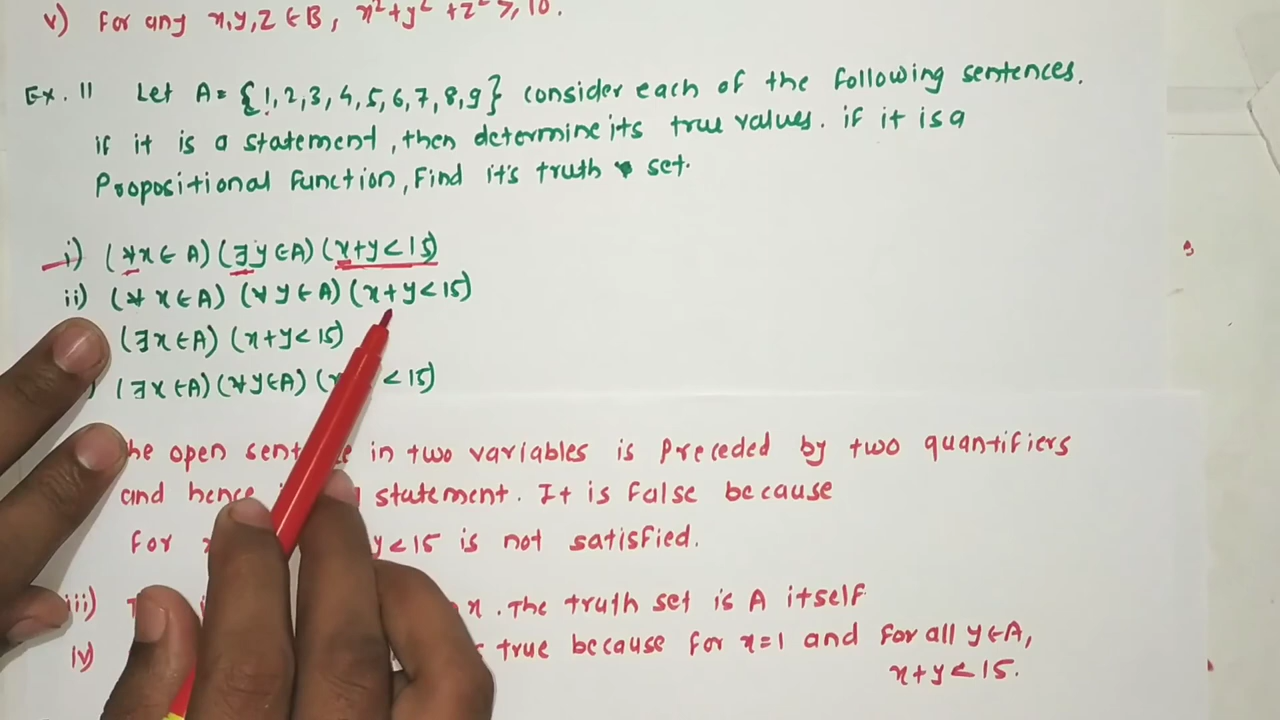 v) For any x,y,z ∈ B, x²+y²+z² ≥ 10.
Ex. 11 Let A = {1,2,3,4,5,6,7,8,9} consider each of the following sentences.
if it is a statement, then determine its true values. if it is a
Propositional Function, Find it's truth set.
i) (∀x ∈ A) (∃y ∈ A) (x+y < 15)
ii) (∀ x ∈ A) (∀ y ∈ A) (x+y < 15)
(∃x ∈ A) (x+y < 15)
(∃x ∈ A) (∀y ∈ A) ( < 15)
he open in two variables is preceded by two quantifiers
and hence statement. It is False because
For y < 15 is not satisfied.
iii) x. The truth set is A itself.
iv) true because for x=1 and For all y ∈ A,
x+y < 15.